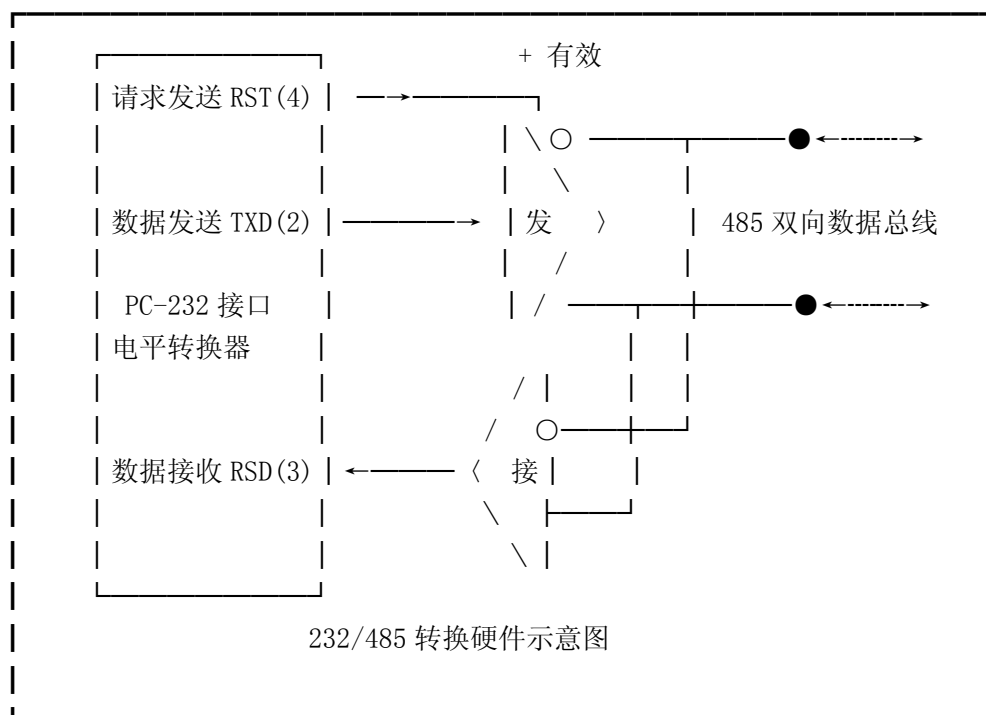 + 有效
请求发送 RST(4)
数据发送 TXD(2)
发
485 双向数据总线
PC-232 接口
电平转换器
数据接收 RSD(3)
接
232/485 转换硬件示意图